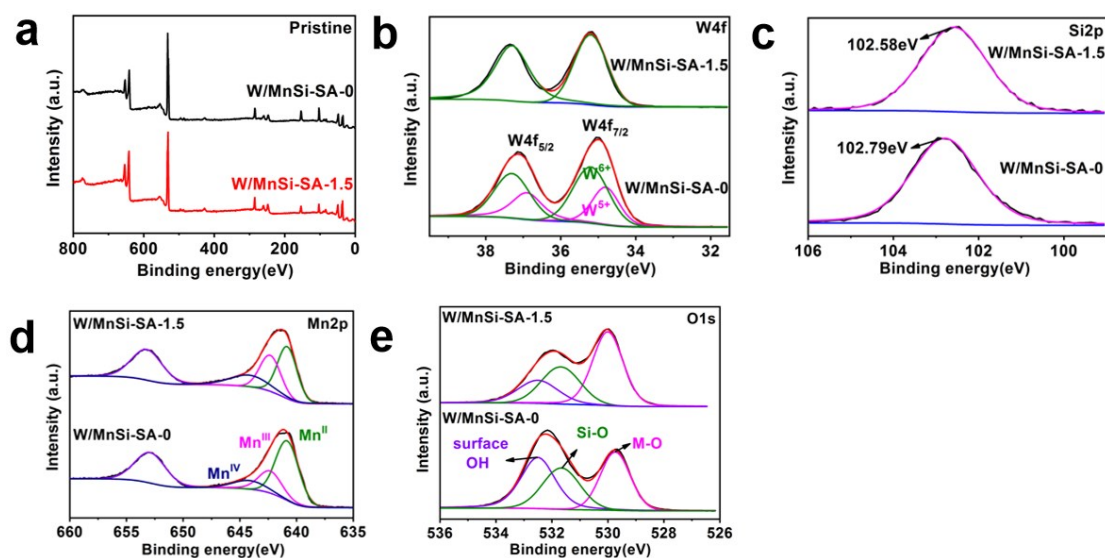 a
Pristine
W/MnSi-SA-0
W/MnSi-SA-1.5
Intensity (a.u.)
800 600 400 200 0
Binding energy(eV)
b
W4f
W/MnSi-SA-1.5
W4f5/2
W4f7/2
W6+
W/MnSi-SA-0
W5+
Intensity (a.u.)
38 36 34 32
Binding energy(eV)
c
Si2p
102.58eV
W/MnSi-SA-1.5
102.79eV
W/MnSi-SA-0
Intensity (a.u.)
106 104 102 100
Binding energy(eV)
d
W/MnSi-SA-1.5
Mn2p
W/MnSi-SA-0
MnIII
MnII
MnIV
Intensity (a.u.)
660 655 650 645 640 635
Binding energy(eV)
e
W/MnSi-SA-1.5
O1s
W/MnSi-SA-0
surface
OH
Si-O
M-O
Intensity (a.u.)
536 534 532 530 528 526
Binding energy(eV)